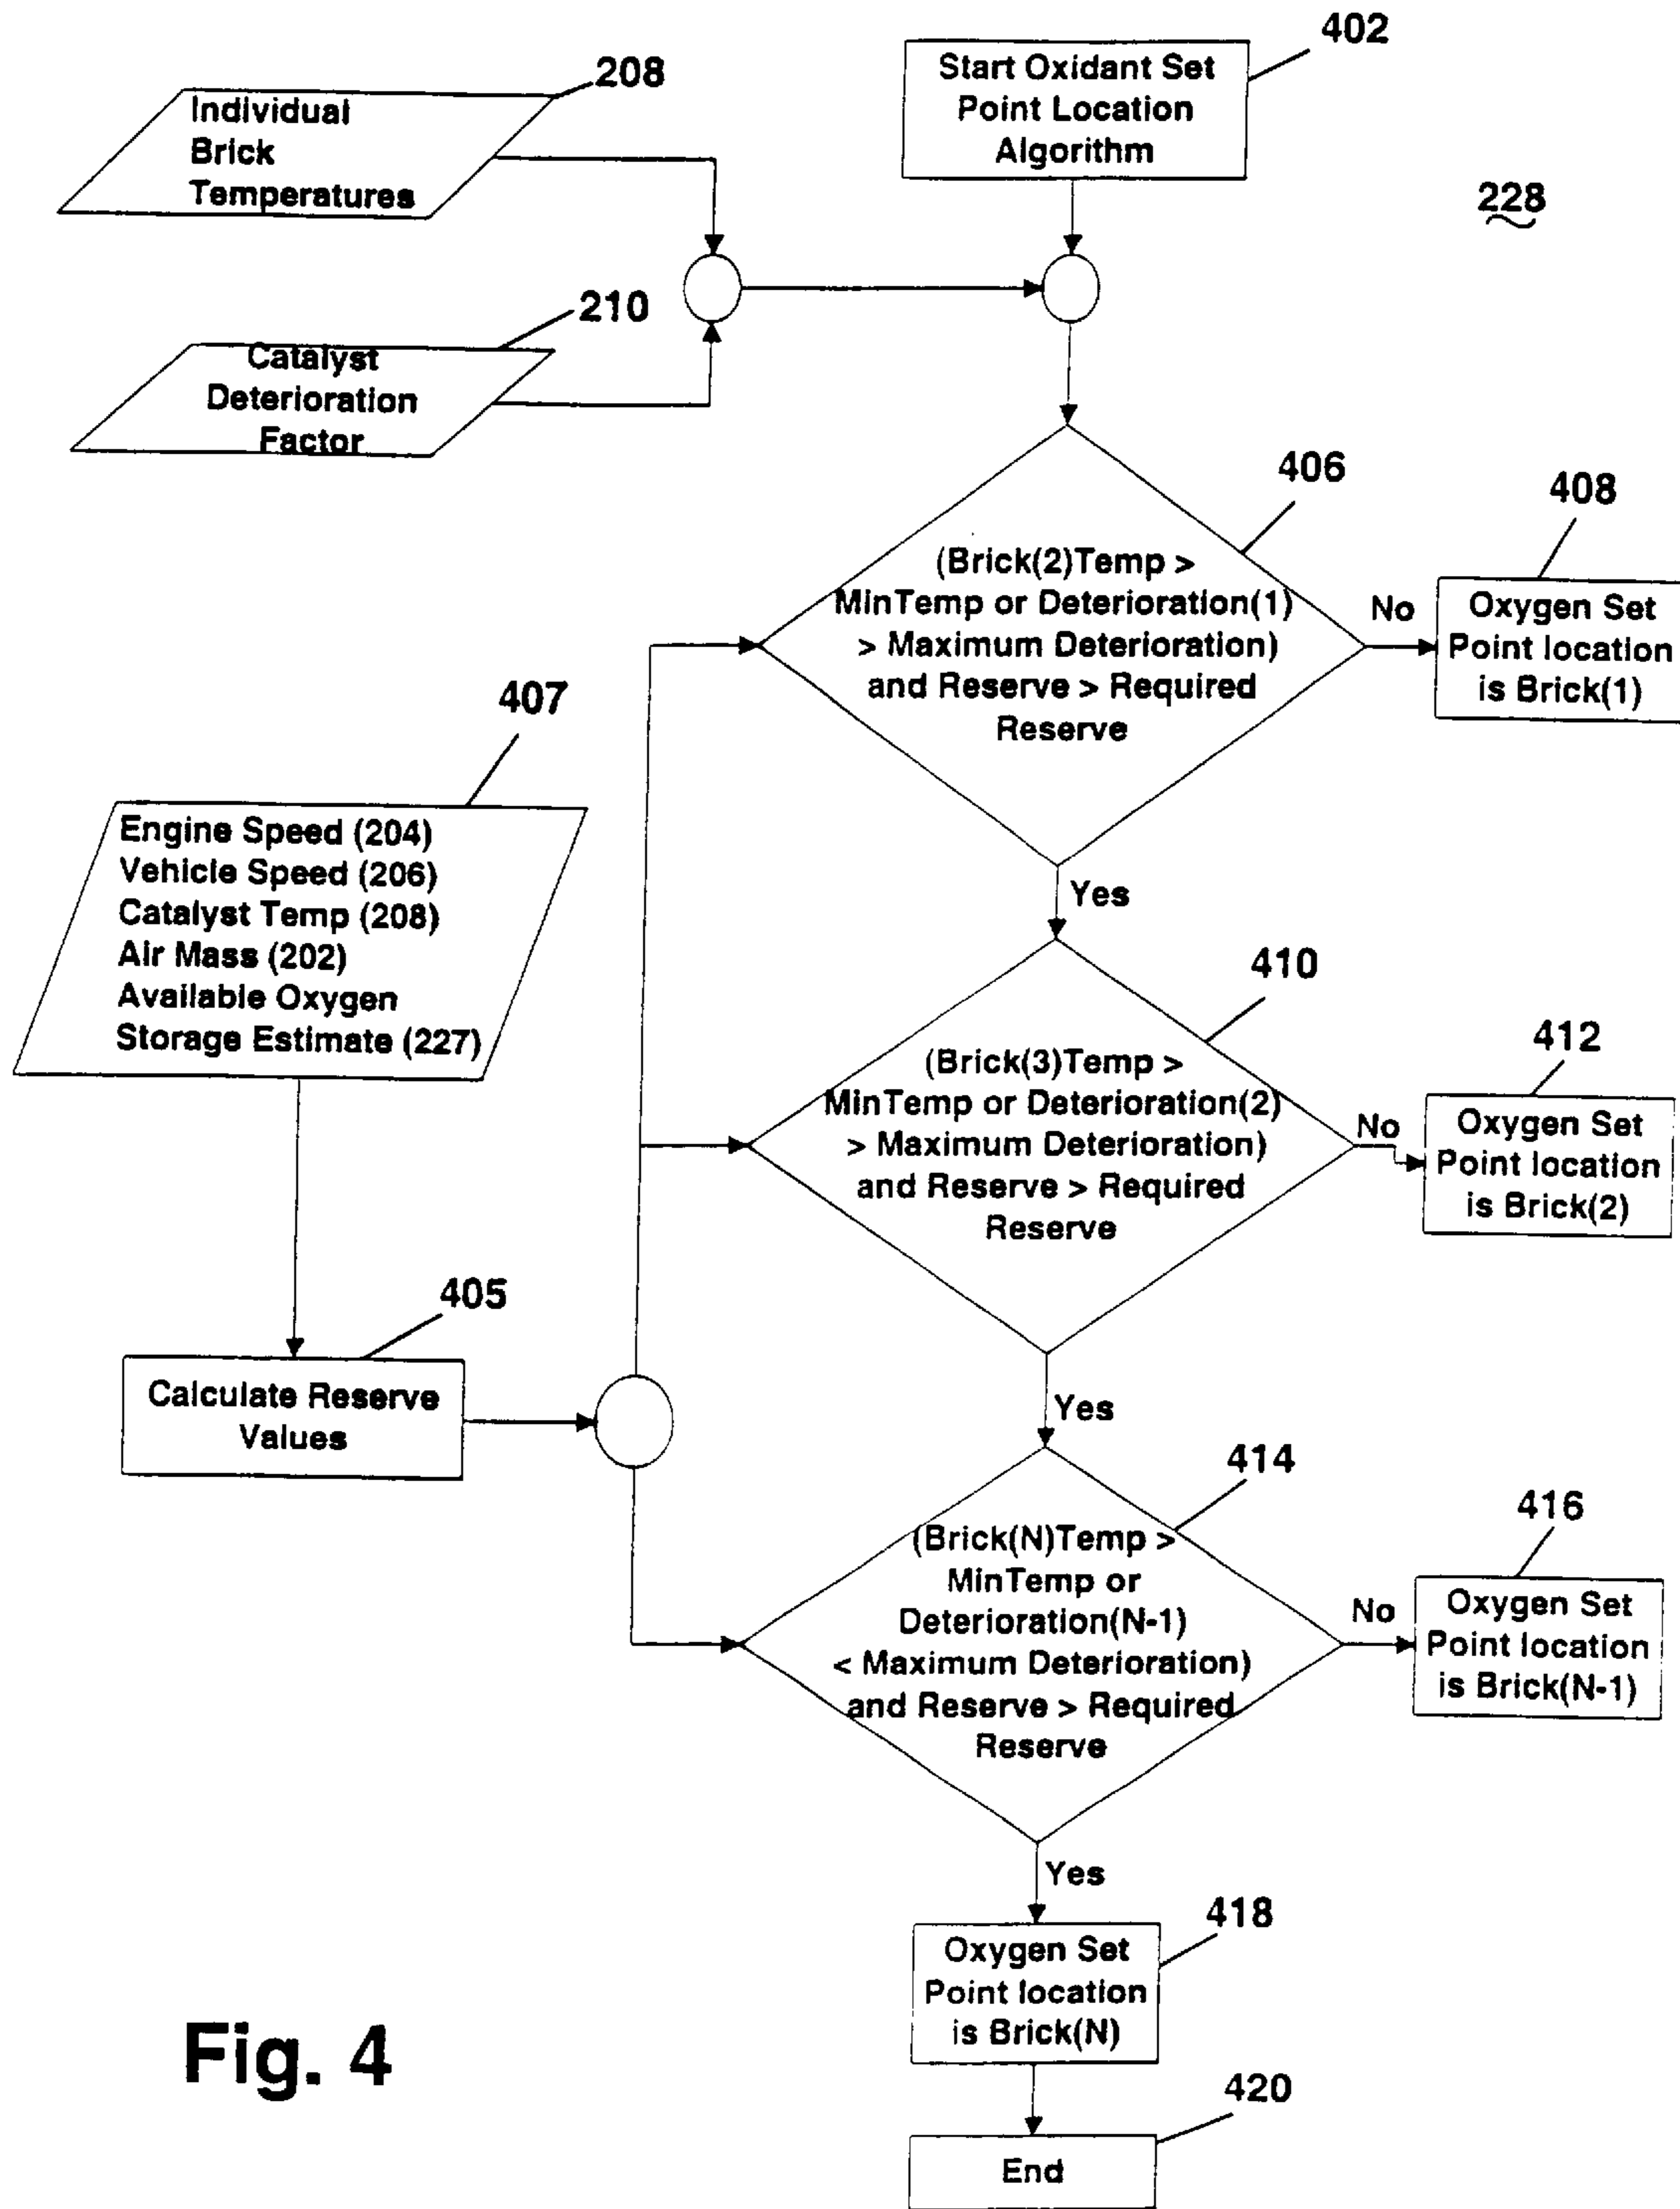 402
Start Oxidant Set
Point Location
Algorithm
208
Individual
Brick
Temperatures
228
210
Catalyst
Deterioration
Factor
406
(Brick(2)Temp >
MinTemp or Deterioration(1)
> Maximum Deterioration)
and Reserve > Required
Reserve
No
408
Oxygen Set
Point location
is Brick(1)
407
Engine Speed (204)
Vehicle Speed (206)
Catalyst Temp (208)
Air Mass (202)
Available Oxygen
Storage Estimate (227)
Yes
410
(Brick(3)Temp >
MinTemp or Deterioration(2)
> Maximum Deterioration)
and Reserve > Required
Reserve
No
412
Oxygen Set
Point location
is Brick(2)
405
Calculate Reserve
Values
Yes
414
(Brick(N)Temp >
MinTemp or
Deterioration(N-1)
< Maximum Deterioration)
and Reserve > Required
Reserve
No
416
Oxygen Set
Point location
is Brick(N-1)
Yes
418
Oxygen Set
Point location
is Brick(N)
420
End
Fig. 4